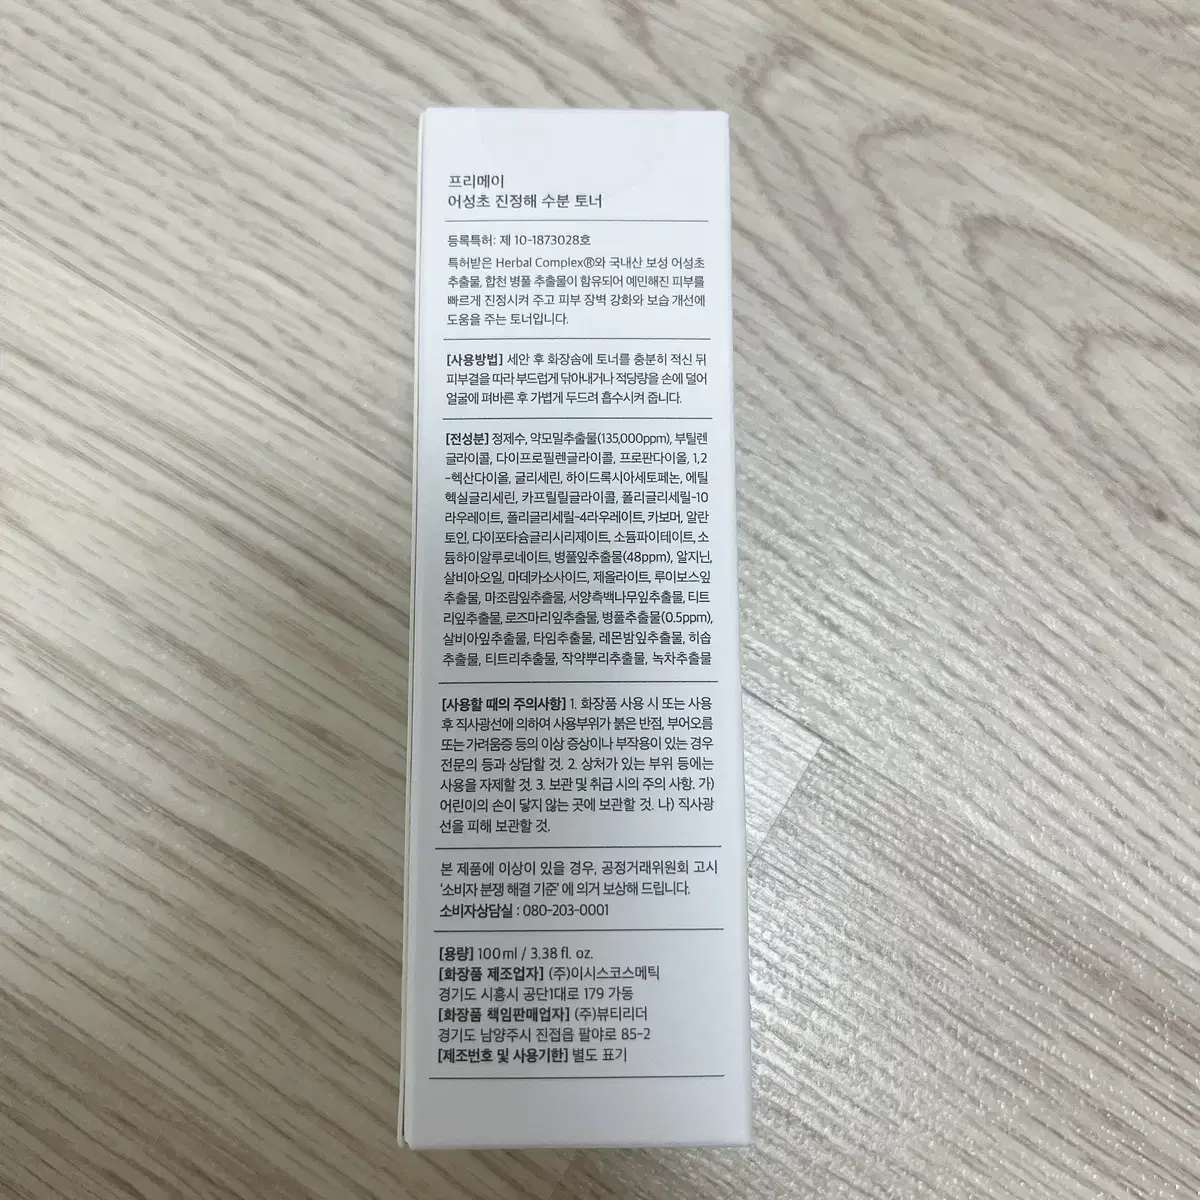 프리메이
어성초 진정해 수분 토너
등록특허: 제 10-1873028호
특허받은 Herbal Complex®와 국내산 보성 어성초
추출물, 합천 병풀 추출물이 함유되어 예민해진 피부를
빠르게 진정시켜 주고 피부 장벽 강화와 보습 개선에
도움을 주는 토너입니다.
[사용방법] 세안 후 화장솜에 토너를 충분히 적신 뒤
피부결을 따라 부드럽게 닦아내거나 적당량을 손에 덜어
얼굴에 펴바른 후 가볍게 두드려 흡수시켜 줍니다.
[전성분] 정제수, 약모밀추출물(135,000ppm), 부틸렌
글라이콜, 다이프로필렌글라이콜, 프로판다이올, 1,2
-헥산다이올, 글리세린, 하이드록시아세토페논, 에틸
헥실글리세린, 카프릴릴글라이콜, 폴리글리세릴-10
라우레이트, 폴리글리세릴-4라우레이트, 카보머, 알란
토인, 다이포타슘글리시리제이트, 소듐파이테이트, 소
듐하이알루로네이트, 병풀잎추출물(48ppm), 알지닌,
살비아오일, 마데카소사이드, 제올라이트, 루이보스잎
추출물, 마조람잎추출물, 서양측백나무잎추출물, 티트
리잎추출물, 로즈마리잎추출물, 병풀추출물(0.5ppm),
살비아잎추출물, 타임추출물, 레몬밤잎추출물, 히솝
추출물, 티트리추출물, 작약뿌리추출물, 녹차추출물
[사용할 때의 주의사항] 1. 화장품 사용 시 또는 사용
후 직사광선에 의하여 사용부위가 붉은 반점, 부어오름
또는 가려움증 등의 이상 증상이나 부작용이 있는 경우
전문의 등과 상담할 것. 2. 상처가 있는 부위 등에는
사용을 자제할 것. 3. 보관 및 취급 시의 주의 사항. 가)
어린이의 손이 닿지 않는 곳에 보관할 것. 나) 직사광
선을 피해 보관할 것.
본 제품에 이상이 있을 경우, 공정거래위원회 고시
'소비자 분쟁 해결 기준' 에 의거 보상해 드립니다.
소비자상담실 : 080-203-0001
[용량] 100ml / 3.38 fl. oz.
[화장품 제조업자] (주)이시스코스메틱
경기도 시흥시 공단1대로 179 가동
[화장품 책임판매업자] (주)뷰티리더
경기도 남양주시 진접읍 팔야로 85-2
[제조번호 및 사용기한] 별도 표기